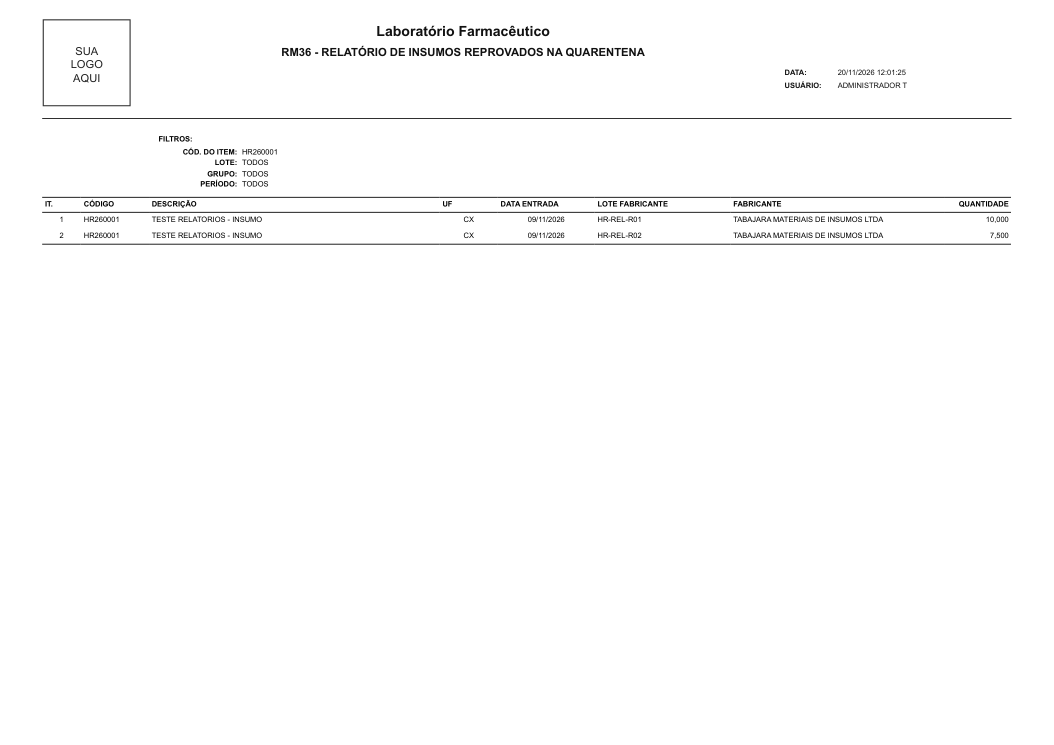 SUA
LOGO
AQUI
Laboratório Farmacêutico
RM36 - RELATÓRIO DE INSUMOS REPROVADOS NA QUARENTENA
DATA: 20/11/2026 12:01:25
USUÁRIO: ADMINISTRADOR T
FILTROS:
CÓD. DO ITEM: HR260001
LOTE: TODOS
GRUPO: TODOS
PERÍODO: TODOS
IT. CÓDIGO DESCRIÇÃO UF DATA ENTRADA LOTE FABRICANTE FABRICANTE QUANTIDADE
1 HR260001 TESTE RELATORIOS - INSUMO CX 09/11/2026 HR-REL-R01 TABAJARA MATERIAIS DE INSUMOS LTDA 10,000
2 HR260001 TESTE RELATORIOS - INSUMO CX 09/11/2026 HR-REL-R02 TABAJARA MATERIAIS DE INSUMOS LTDA 7,500